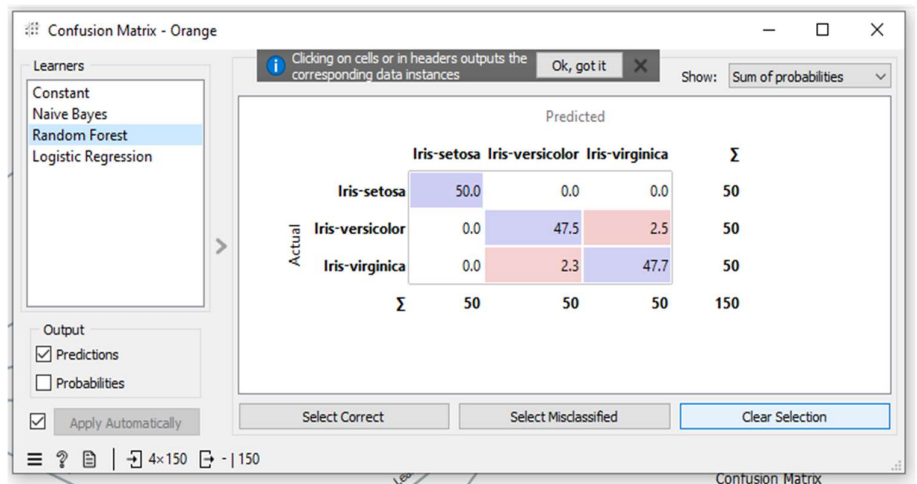 Confusion Matrix - Orange
Learners
Constant
Naive Bayes
Random Forest
Logistic Regression
Clicking on cells or in headers outputs the
corresponding data instances
Ok, got it
Show: Sum of probabilities
Predicted
Iris-setosa Iris-versicolor Iris-virginica Σ
Iris-setosa 50.0 0.0 0.0 50
Actual
Iris-versicolor 0.0 47.5 2.5 50
Iris-virginica 0.0 2.3 47.7 50
Σ 50 50 50 150
Output
Predictions
Probabilities
Apply Automatically
Select Correct Select Misclassified Clear Selection
4×150 - | 150
Confusion Matrix